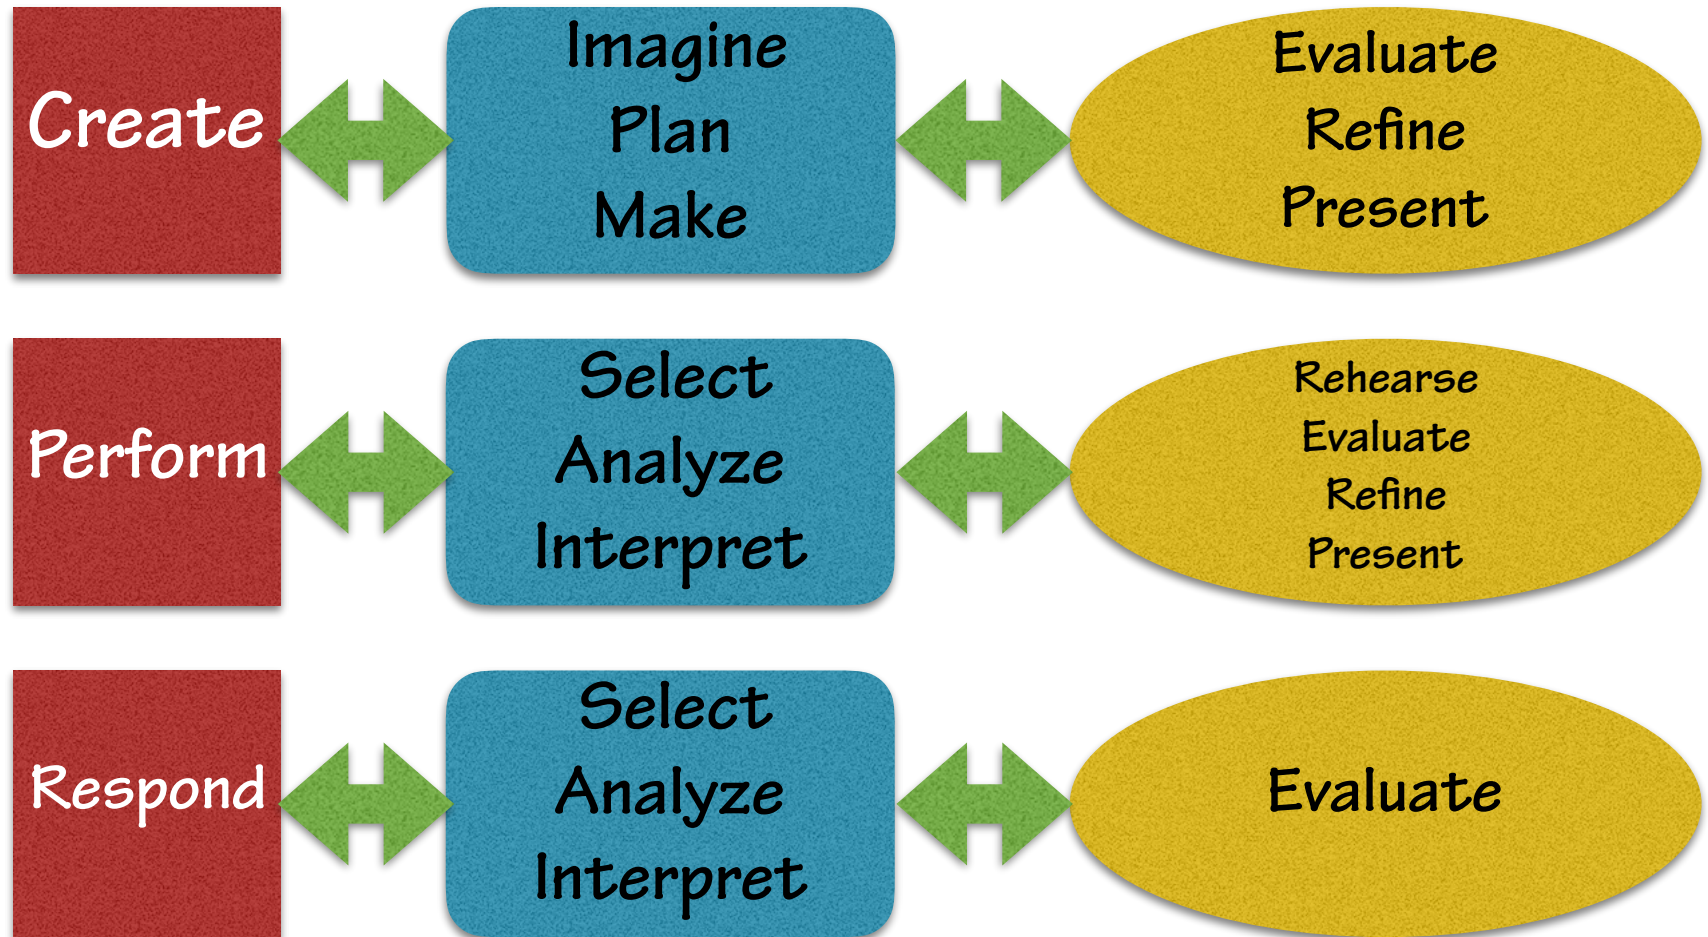 Create
Imagine
Plan
Make
Evaluate
Refine
Present
Perform
Select
Analyze
Interpret
Rehearse
Evaluate
Refine
Present
Respond
Select
Analyze
Interpret
Evaluate